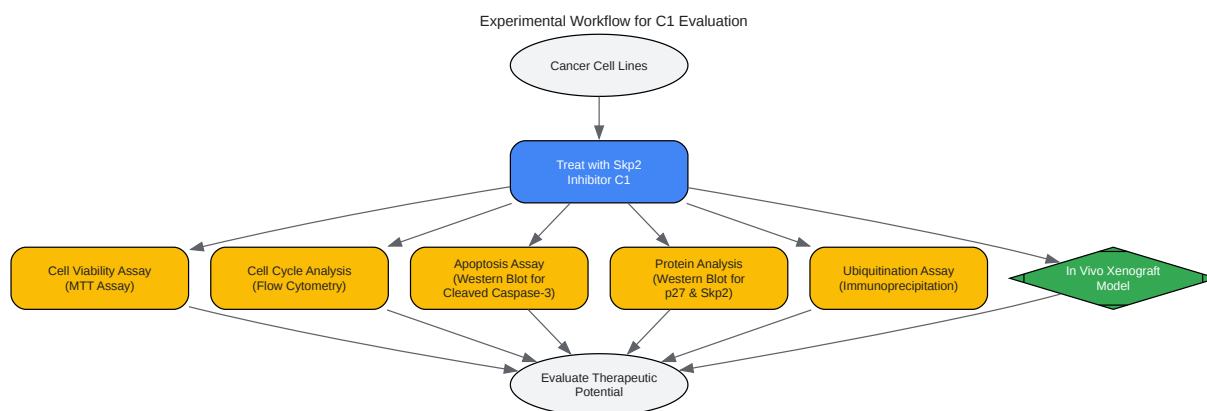 Experimental Workflow for C1 Evaluation
Cancer Cell Lines
Treat with Skp2
Inhibitor C1
Cell Viability Assay
(MTT Assay)
Cell Cycle Analysis
(Flow Cytometry)
Apoptosis Assay
(Western Blot for
Cleaved Caspase-3)
Protein Analysis
(Western Blot for
p27 & Skp2)
Ubiquitination Assay
(Immunoprecipitation)
In Vivo Xenograft
Model
Evaluate Therapeutic
Potential